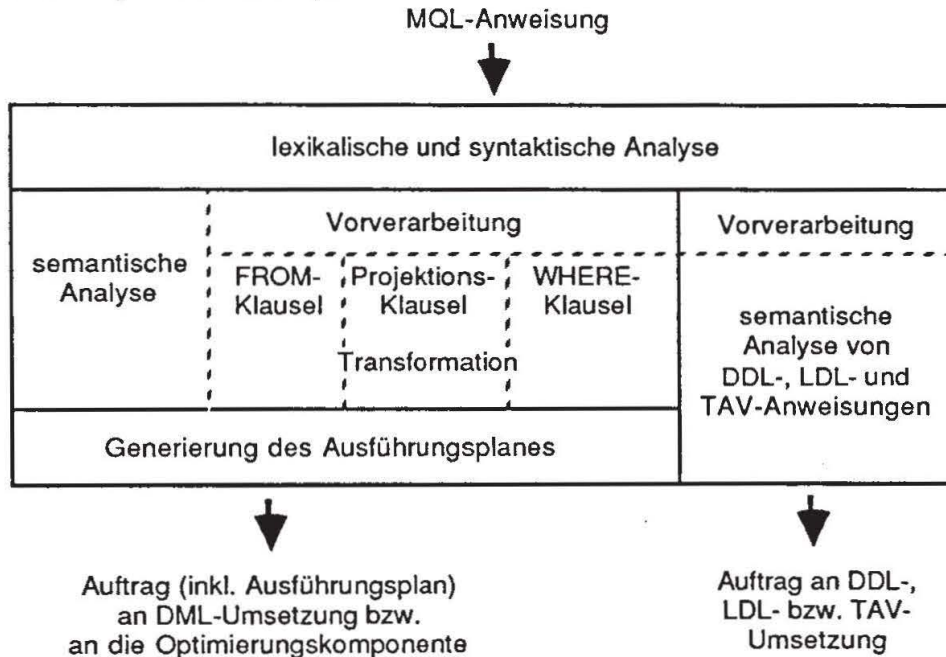 MQL-Anweisung
lexikalische und syntaktische Analyse
semantische
Analyse
Vorverarbeitung
FROM-
Klausel
Projektions-
Klausel
WHERE-
Klausel
Transformation
Generierung des Ausführungsplanes
Vorverarbeitung
semantische
Analyse von
DDL-, LDL- und
TAV-Anweisungen
Auftrag (inkl. Ausführungsplan)
an DML-Umsetzung bzw.
an die Optimierungskomponente
Auftrag an DDL-,
LDL- bzw. TAV-
Umsetzung